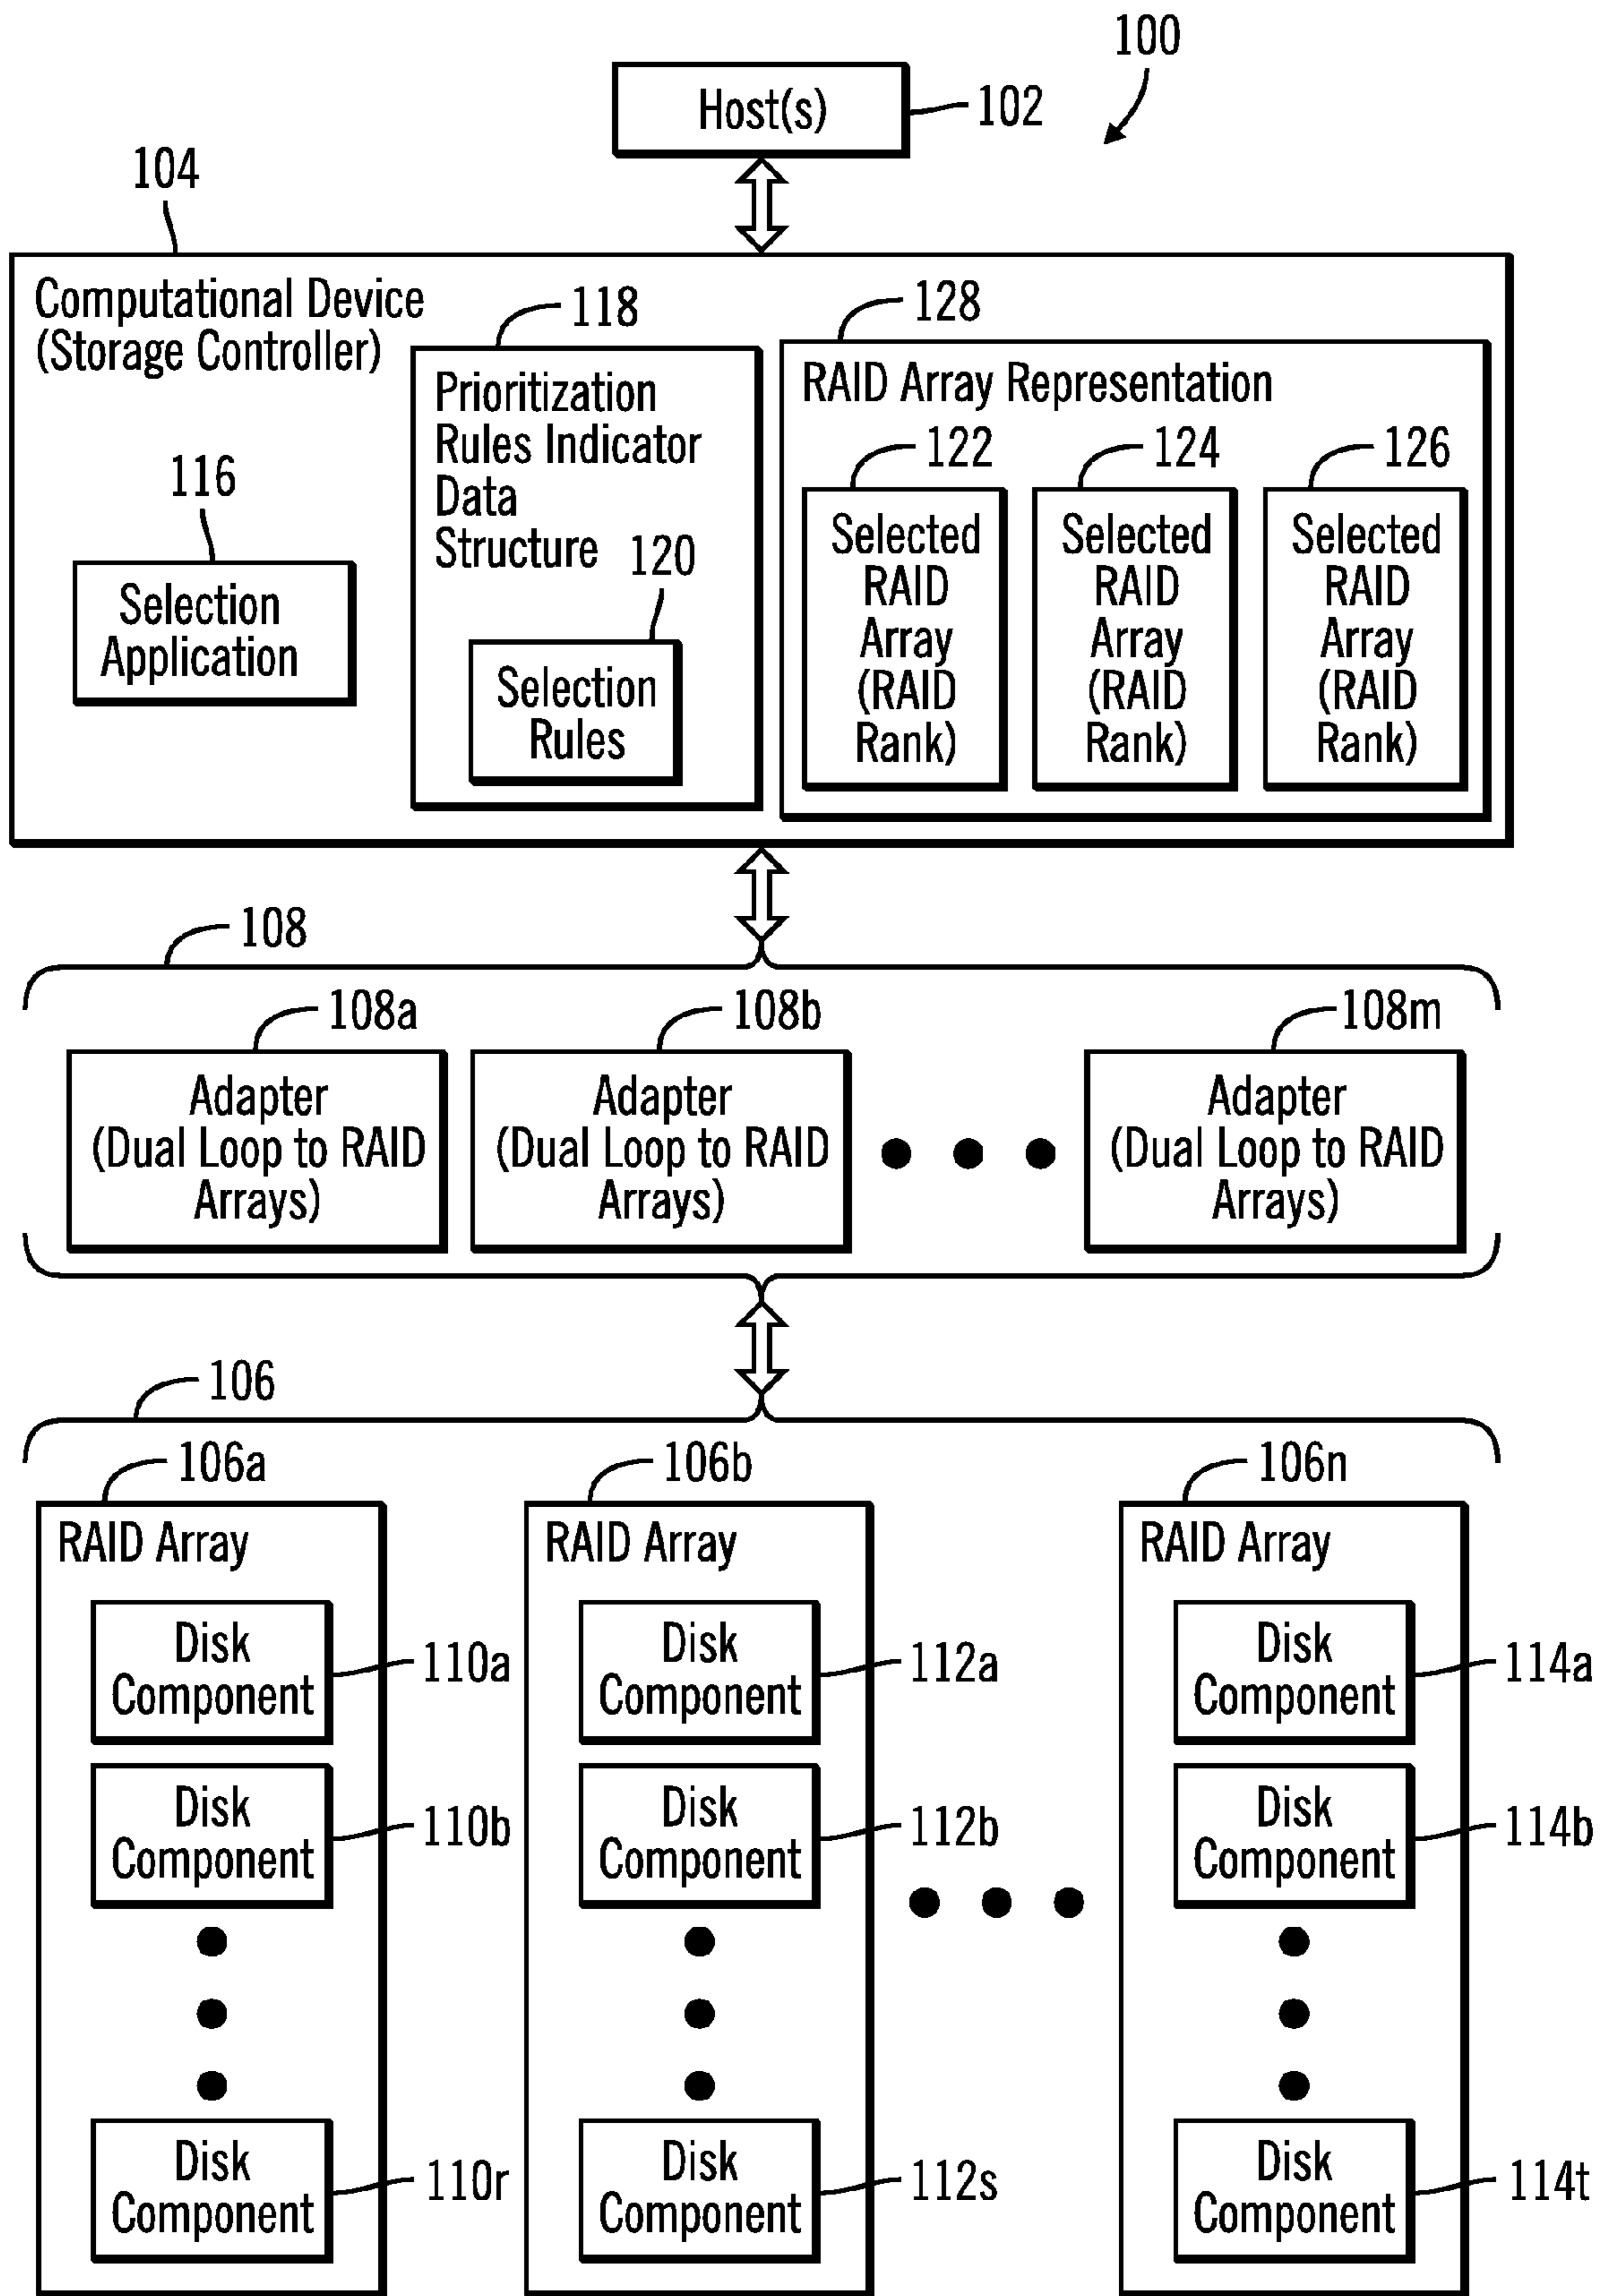 100
Host(s)
102
104
Computational Device
(Storage Controller)
118
128
Prioritization
Rules Indicator
Data
Structure
RAID Array Representation
122
124
126
116
Selection
Application
120
Selection
Rules
Selected
RAID
Array
(RAID
Rank)
Selected
RAID
Array
(RAID
Rank)
Selected
RAID
Array
(RAID
Rank)
108
108a
108b
108m
Adapter
(Dual Loop to RAID
Arrays)
Adapter
(Dual Loop to RAID
Arrays)
Adapter
(Dual Loop to RAID
Arrays)
106
106a
106b
106n
RAID Array
Disk
Component
110a
Disk
Component
110b
Disk
Component
110r
RAID Array
Disk
Component
112a
Disk
Component
112b
Disk
Component
112s
RAID Array
Disk
Component
114a
Disk
Component
114b
Disk
Component
114t